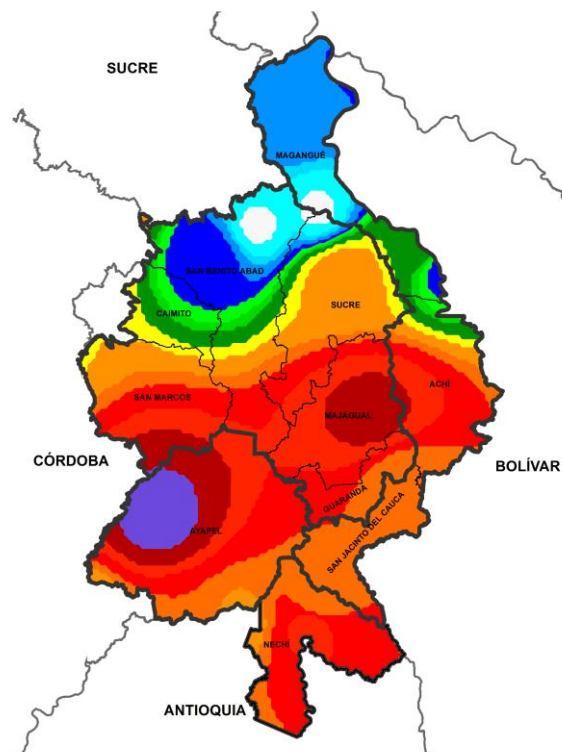 SUCRE
MAGANGUÉ
SAN BENITO ABAD
SUCRE
CAIMITO
ACHÍ
SAN MARCOS
MAJAGUAL
CÓRDOBA
BOLÍVAR
GUARANDA
AYAPEL
SAN JACINTO DEL CAUCA
NECHÍ
ANTIOQUIA